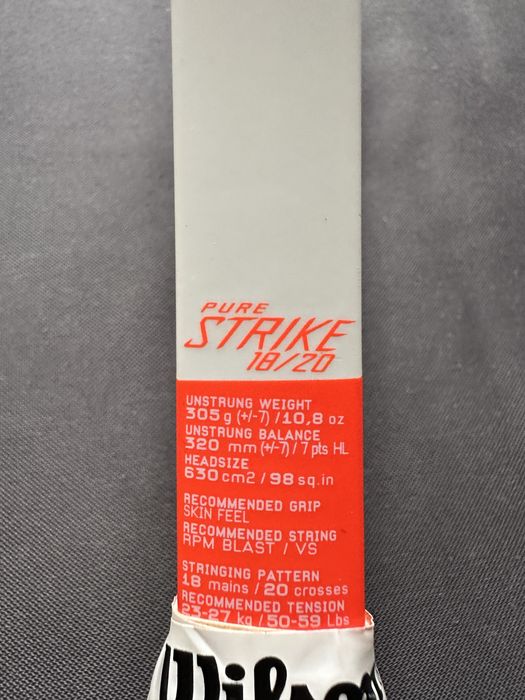 PURE
STRIKE
18/20
UNSTRUNG WEIGHT
305 g (+/-7) / 10,8 oz
UNSTRUNG BALANCE
320 mm (+/-7) / 7 pts HL
HEADSIZE
630 cm2 / 98 sq.in
RECOMMENDED GRIP
SKIN FEEL
RECOMMENDED STRING
RPM BLAST / VS
STRINGING PATTERN
18 mains / 20 crosses
RECOMMENDED TENSION
23-27 kg / 50-59 Lbs
Wilson